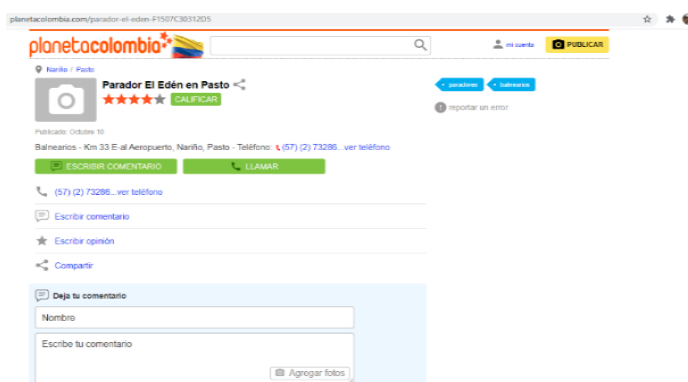 planetacolombia.com/parador-el-eden-F1507C30312D5
planetacolombia
mi cuenta
PUBLICAR
Nariño / Pasto
Parador El Edén en Pasto
CALIFICAR
paradores
balnearios
reportar un error
Publicado: Octubre 10
Balnearios - Km 33 E-al Aeropuerto, Nariño, Pasto - Teléfono: (57) (2) 73286...ver teléfono
ESCRIBIR COMENTARIO
LLAMAR
(57) (2) 73286...ver teléfono
Escribir comentario
Escribir opinión
Compartir
Deja tu comentario
Nombre
Escribe tu comentario
Agregar fotos